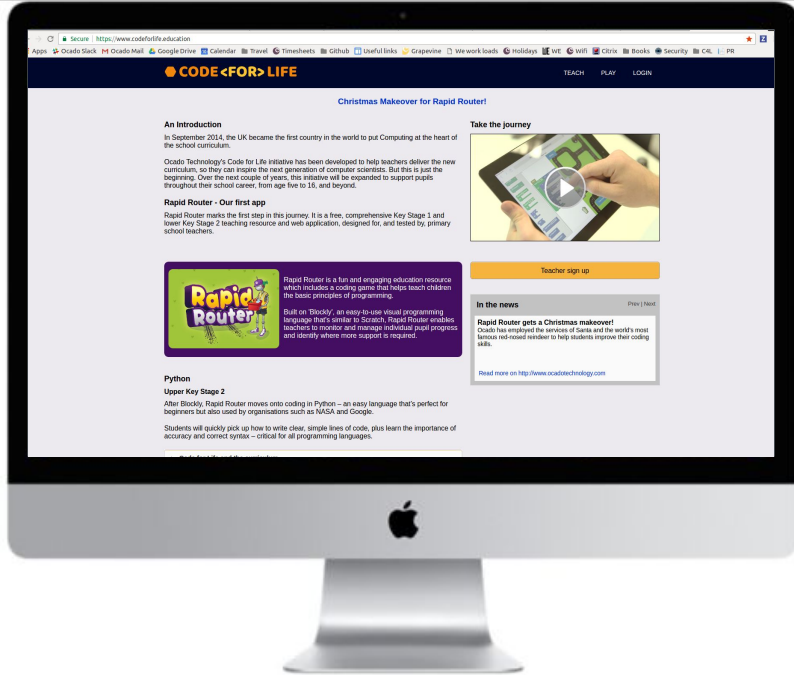 Secure | https://www.codeforlife.education
Apps Ocado Slack Ocado Mail Google Drive Calendar Travel Timesheets Github Useful links Grapevine We work loads Holidays WE Wifi Citrix Books Security C4L PR
CODE<FOR>LIFE
TEACH PLAY LOGIN
Christmas Makeover for Rapid Router!
An Introduction
In September 2014, the UK became the first country in the world to put Computing at the heart of
the school curriculum.
Ocado Technology's Code for Life initiative has been developed to help teachers deliver the new
curriculum, so they can inspire the next generation of computer scientists. But this is just the
beginning. Over the next couple of years, this initiative will be expanded to support pupils
throughout their school career, from age five to 16, and beyond.
Rapid Router - Our first app
Rapid Router marks the first step in this journey. It is a free, comprehensive Key Stage 1 and
lower Key Stage 2 teaching resource and web application, designed for, and tested by, primary
school teachers.
Take the journey
Rapid
Router
Rapid Router is a fun and engaging education resource
which includes a coding game that helps teach children
the basic principles of programming.
Built on 'Blockly', an easy-to-use visual programming
language that's similar to Scratch, Rapid Router enables
teachers to monitor and manage individual pupil progress
and identify where more support is required.
Teacher sign up
In the news
Prev | Next
Rapid Router gets a Christmas makeover!
Ocado has employed the services of Santa and the world's most
famous red-nosed reindeer to help students improve their coding
skills.
Read more on http://www.ocadotechnology.com
Python
Upper Key Stage 2
After Blockly, Rapid Router moves onto coding in Python – an easy language that's perfect for
beginners but also used by organisations such as NASA and Google.
Students will quickly pick up how to write clear, simple lines of code, plus learn the importance of
accuracy and correct syntax – critical for all programming languages.